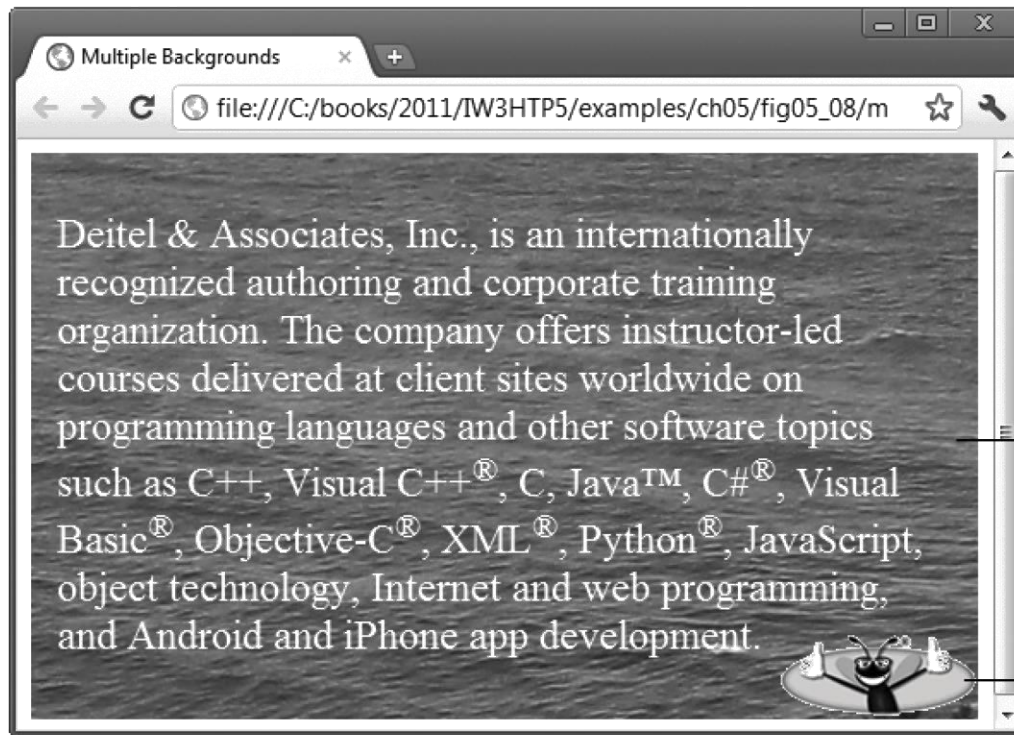 Multiple Backgrounds
file:///C:/books/2011/IW3HTP5/examples/ch05/fig05_08/m
Deitel & Associates, Inc., is an internationally
recognized authoring and corporate training
organization. The company offers instructor-led
courses delivered at client sites worldwide on
programming languages and other software topics
such as C++, Visual C++®, C, Java™, C#®, Visual
Basic®, Objective-C®, XML®, Python®, JavaScript,
object technology, Internet and web programming,
and Android and iPhone app development.